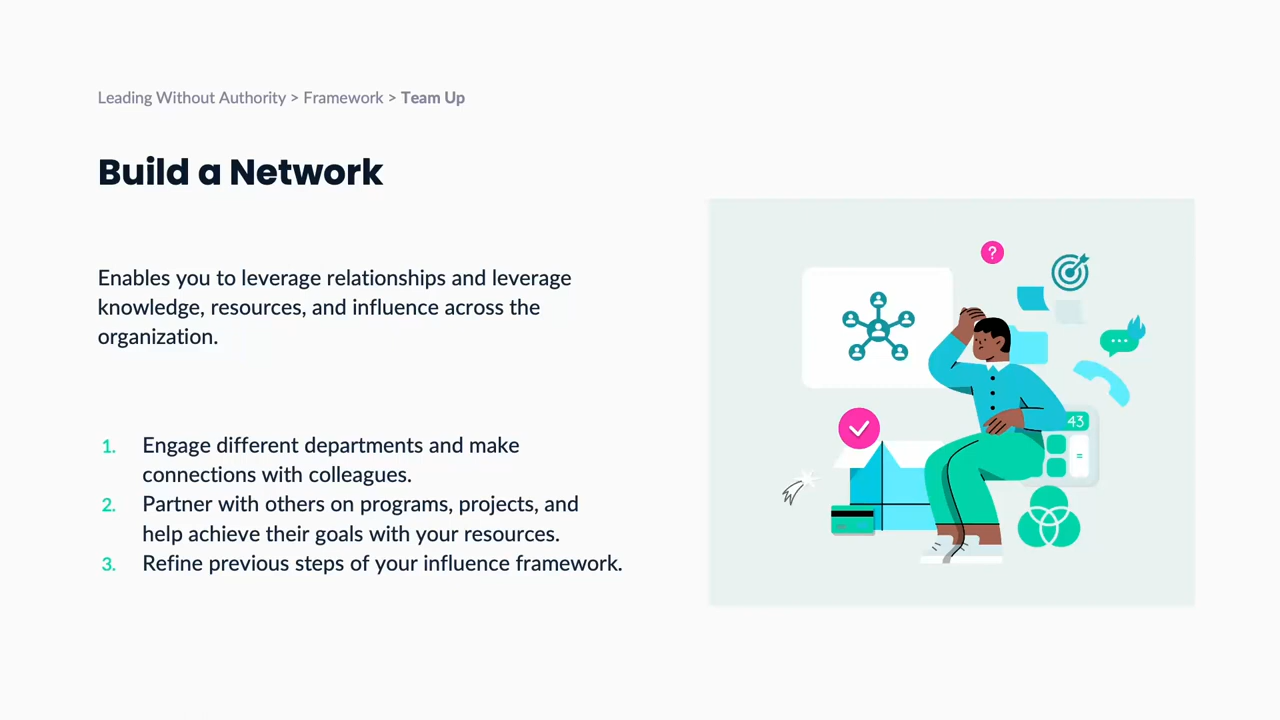 Leading Without Authority > Framework > Team Up
Build a Network
Enables you to leverage relationships and leverage
knowledge, resources, and influence across the
organization.
1. Engage different departments and make
connections with colleagues.
2. Partner with others on programs, projects, and
help achieve their goals with your resources.
3. Refine previous steps of your influence framework.
?
43
=